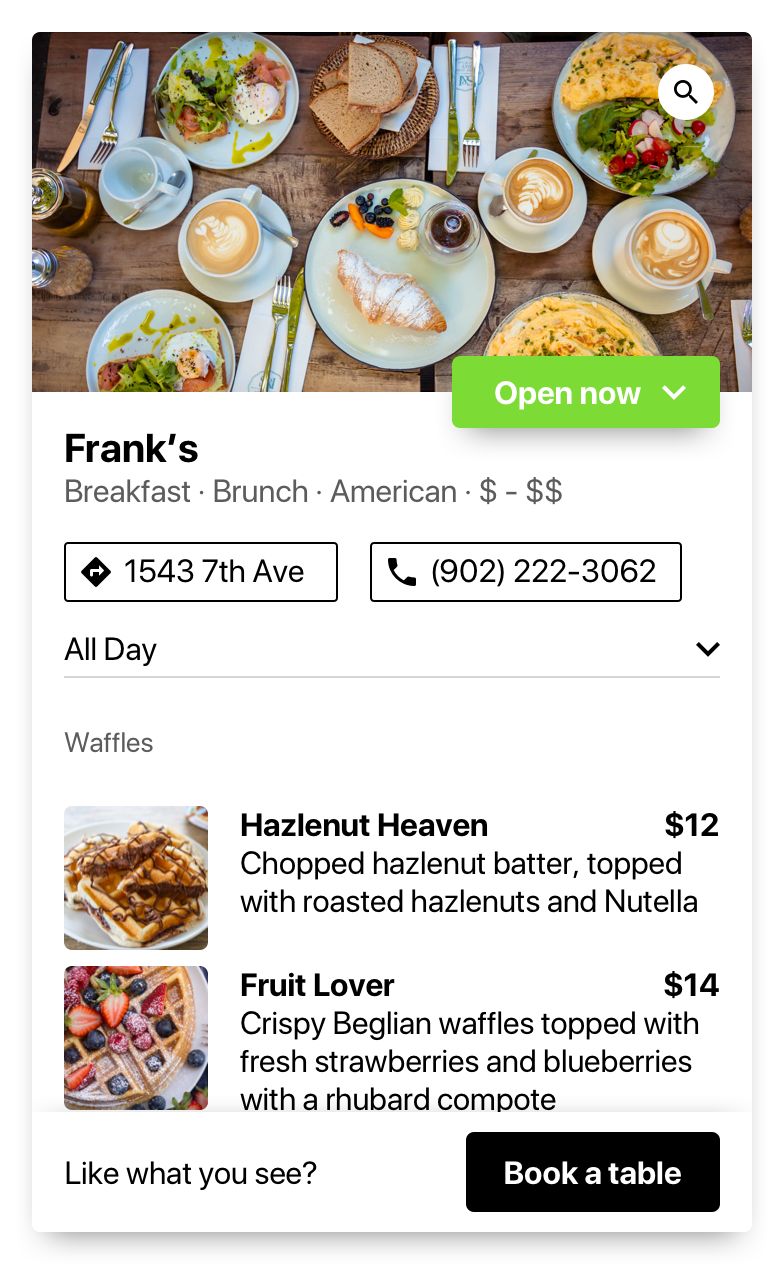 Open now
Frank’s
Breakfast · Brunch · American · $ - $$
1543 7th Ave
(902) 222-3062
All Day
Waffles
Hazlenut Heaven $12
Chopped hazlenut batter, topped
with roasted hazlenuts and Nutella
Fruit Lover $14
Crispy Beglian waffles topped with
fresh strawberries and blueberries
with a rhubard compote
Like what you see?
Book a table